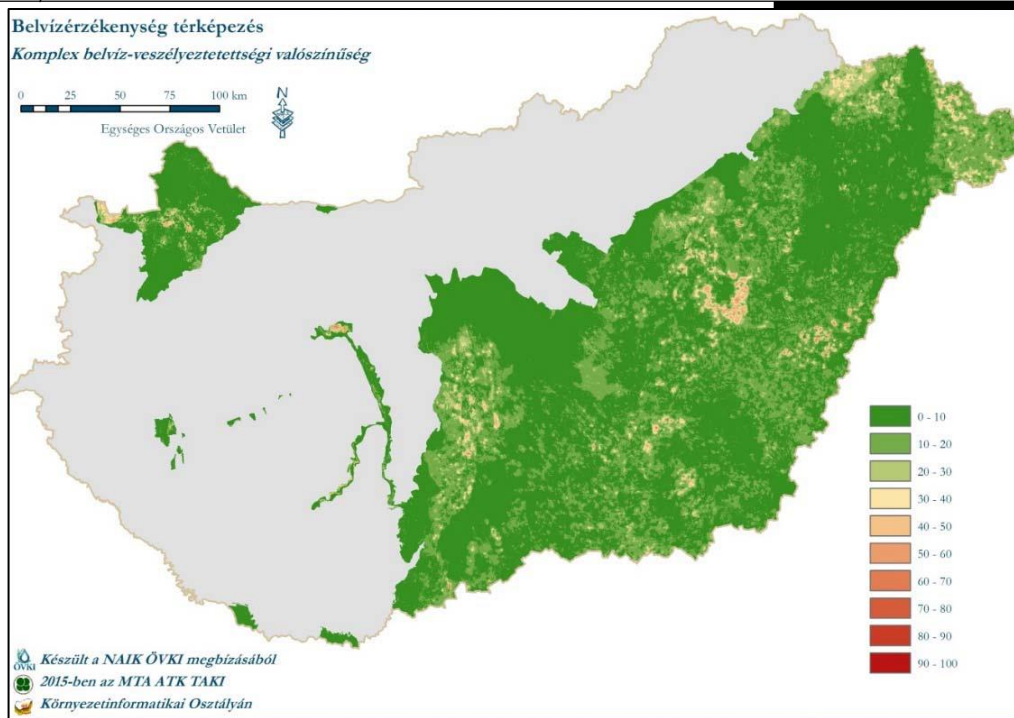 Belvízérzékenység térképezés
Komplex belvíz-veszélyeztetettségi valószínűség
0 25 50 75 100 km
N
Egységes Országos Vetület
0 - 10
10 - 20
20 - 30
30 - 40
40 - 50
50 - 60
60 - 70
70 - 80
80 - 90
90 - 100
ÖVKI
Készült a NAIK ÖVKI megbízásából
2015-ben az MTA ATK TAKI
Környezetinformatikai Osztályán